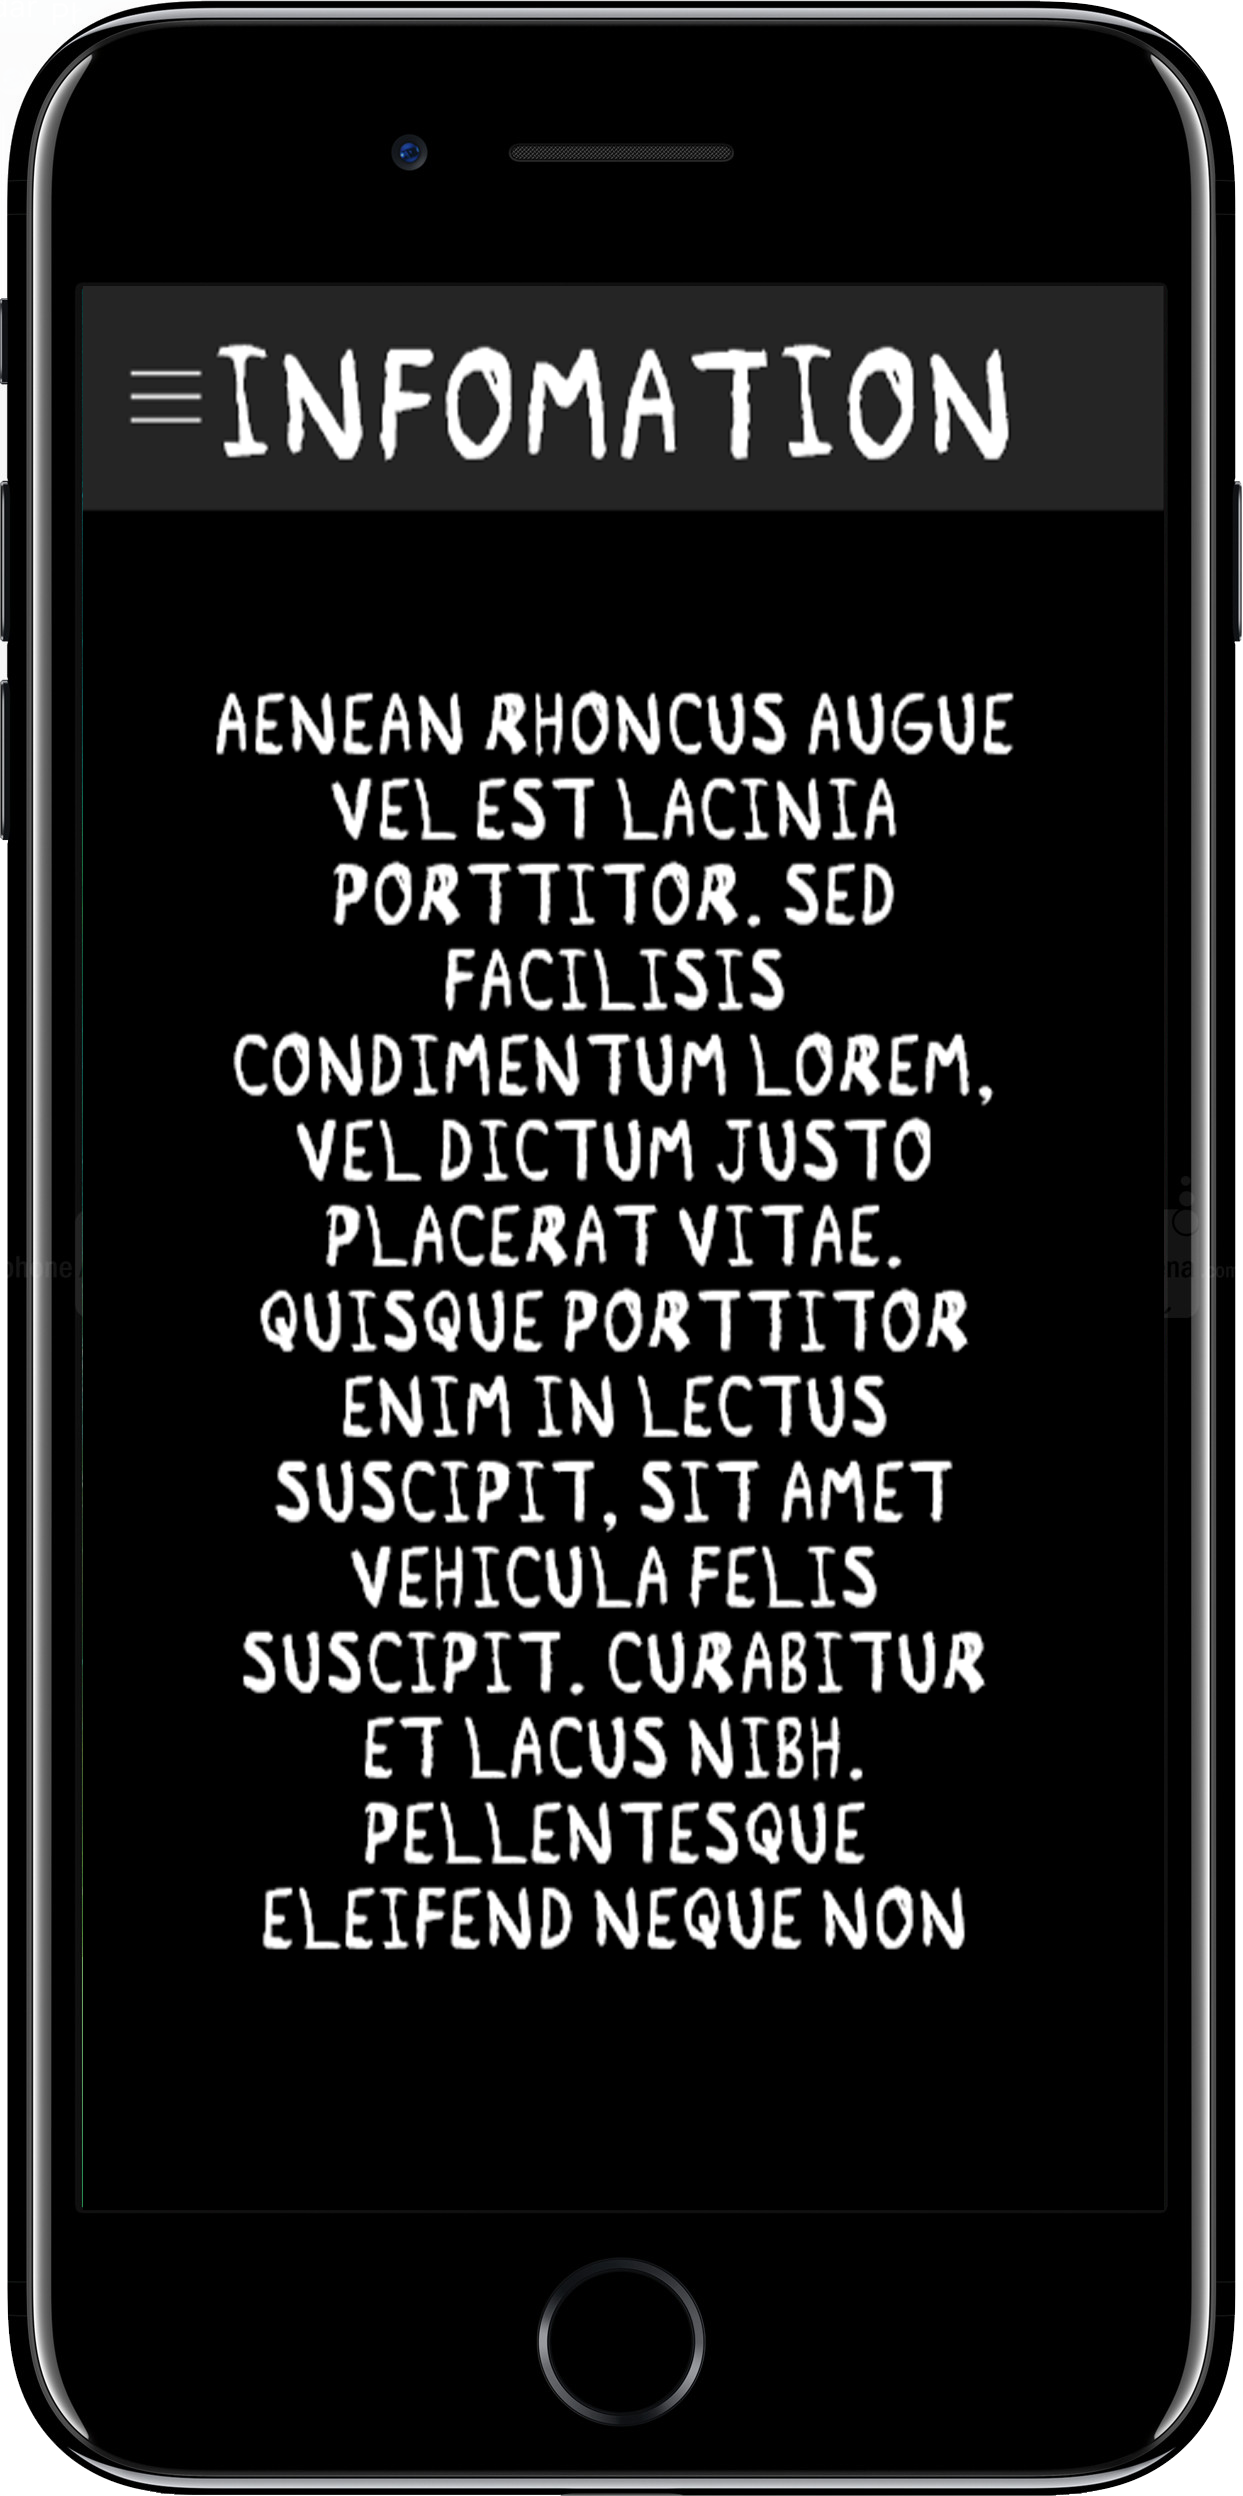 INFOMATION
AENEAN RHONCUS AUGUE
VEL EST LACINIA
PORTTITOR. SED
FACILISIS
CONDIMENTUM LOREM,
VEL DICTUM JUSTO
PLACERAT VITAE.
QUISQUE PORTTITOR
ENIM IN LECTUS
SUSCIPIT, SIT AMET
VEHICULA FELIS
SUSCIPIT. CURABITUR
ET LACUS NIBH.
PELLENTESQUE
ELEIFEND NEQUE NON